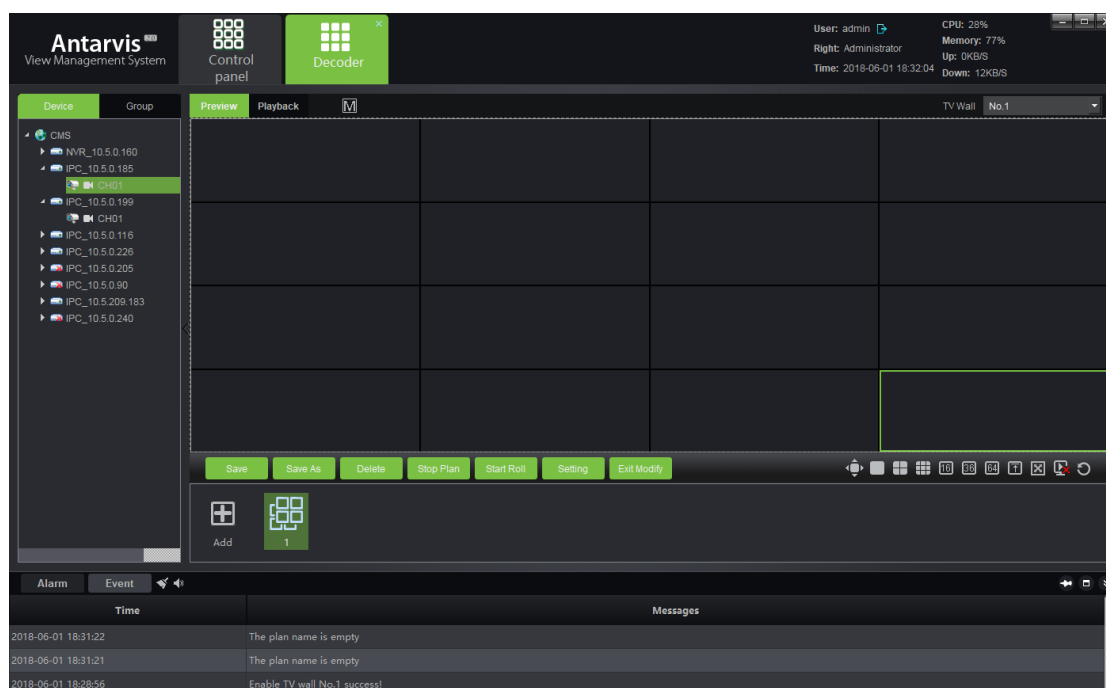 Antarvis 2.0
View Management System
Control
panel
Decoder
User: admin
Right: Administrator
Time: 2018-06-01 18:32:04
CPU: 28%
Memory: 77%
Up: 0KB/S
Down: 12KB/S
Device Group
Preview Playback M
TV Wall No.1
CMS
NVR_10.5.0.160
IPC_10.5.0.185
CH01
IPC_10.5.0.199
CH01
IPC_10.5.0.116
IPC_10.5.0.226
IPC_10.5.0.205
IPC_10.5.0.90
IPC_10.5.209.183
IPC_10.5.0.240
Save Save As Delete Stop Plan Start Roll Setting Exit Modify
16 36 64
Add 1
Alarm Event
Time Messages
2018-06-01 18:31:22 The plan name is empty
2018-06-01 18:31:21 The plan name is empty
2018-06-01 18:28:56 Enable TV wall No.1 success!